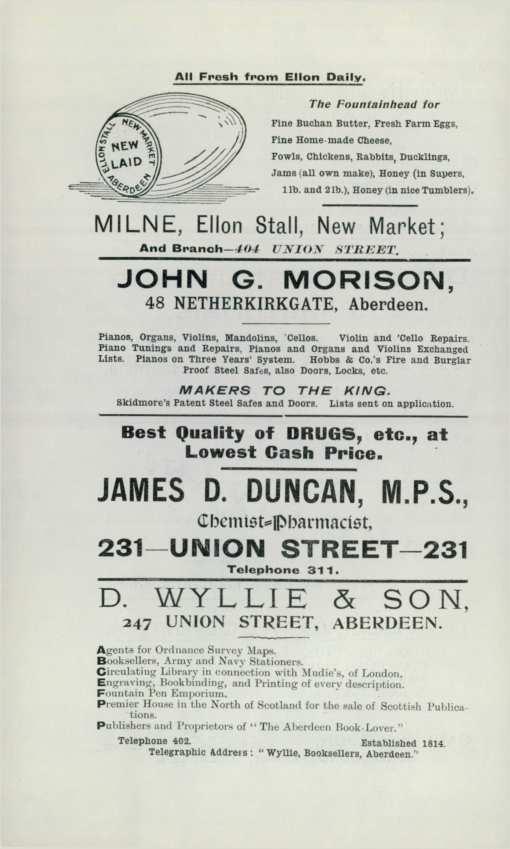 All Fresh from Ellon Daily.
ELLON STALL NEW MARKET
NEW
LAID
ABERDEEN
The Fountainhead for
Fine Buchan Butter, Fresh Farm Eggs,
Fine Home-made Cheese,
Fowls, Chickens, Rabbits, Ducklings,
Jams (all own make), Honey (in Supers,
1lb. and 2lb.), Honey (in nice Tumblers).
MILNE, Ellon Stall, New Market;
And Branch—404 UNION STREET.
JOHN G. MORISON,
48 NETHERKIRKGATE, Aberdeen.
Pianos, Organs, Violins, Mandolins, 'Cellos. Violin and 'Cello Repairs.
Piano Tunings and Repairs, Pianos and Organs and Violins Exchanged
Lists. Pianos on Three Years' System. Hobbs & Co.'s Fire and Burglar
Proof Steel Safes, also Doors, Locks, etc.
MAKERS TO THE KING.
Skidmore's Patent Steel Safes and Doors. Lists sent on application.
Best Quality of DRUGS, etc., at
Lowest Cash Price.
JAMES D. DUNCAN, M.P.S.,
Chemist=Pharmacist,
231—UNION STREET—231
Telephone 311.
D. WYLLIE & SON,
247 UNION STREET, ABERDEEN.
Agents for Ordnance Survey Maps.
Booksellers, Army and Navy Stationers.
Circulating Library in connection with Mudie's, of London.
Engraving, Bookbinding, and Printing of every description.
Fountain Pen Emporium.
Premier House in the North of Scotland for the sale of Scottish Publica-
tions.
Publishers and Proprietors of "The Aberdeen Book-Lover."
Telephone 402. Established 1814.
Telegraphic Address: "Wyllie, Booksellers, Aberdeen."